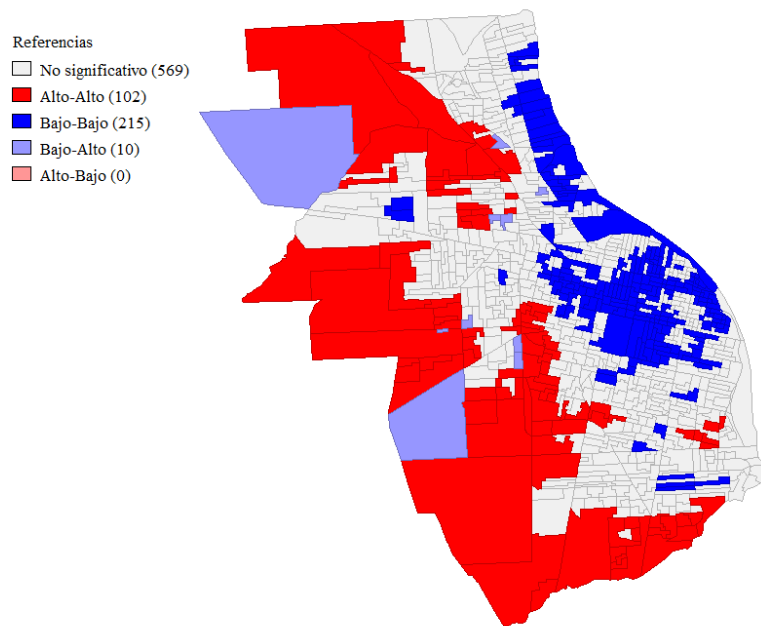 Referencias
No significativo (569)
Alto-Alto (102)
Bajo-Bajo (215)
Bajo-Alto (10)
Alto-Bajo (0)